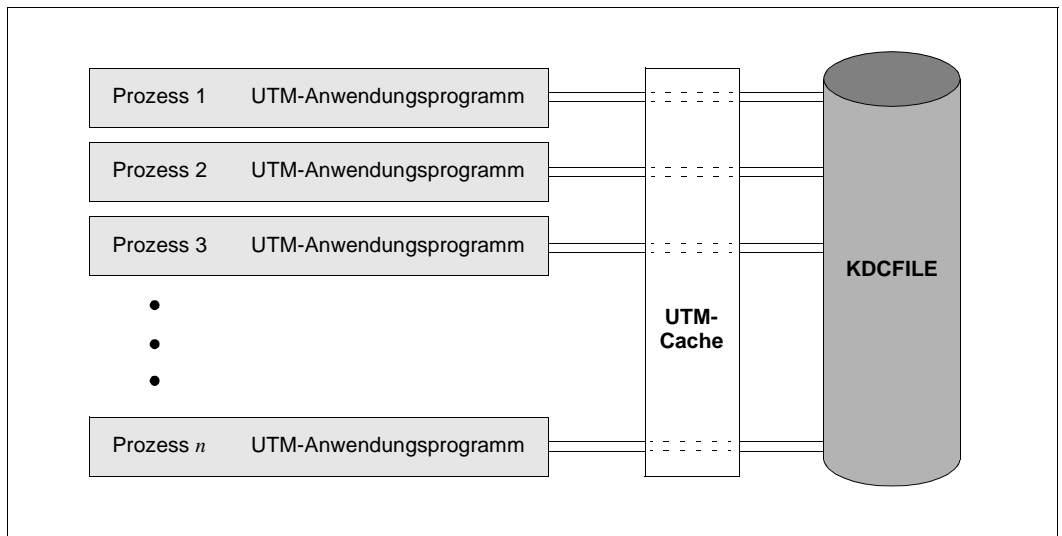 Prozess 1 UTM-Anwendungsprogramm
Prozess 2 UTM-Anwendungsprogramm
Prozess 3 UTM-Anwendungsprogramm
Prozess n UTM-Anwendungsprogramm
UTM-
Cache
KDCFILE